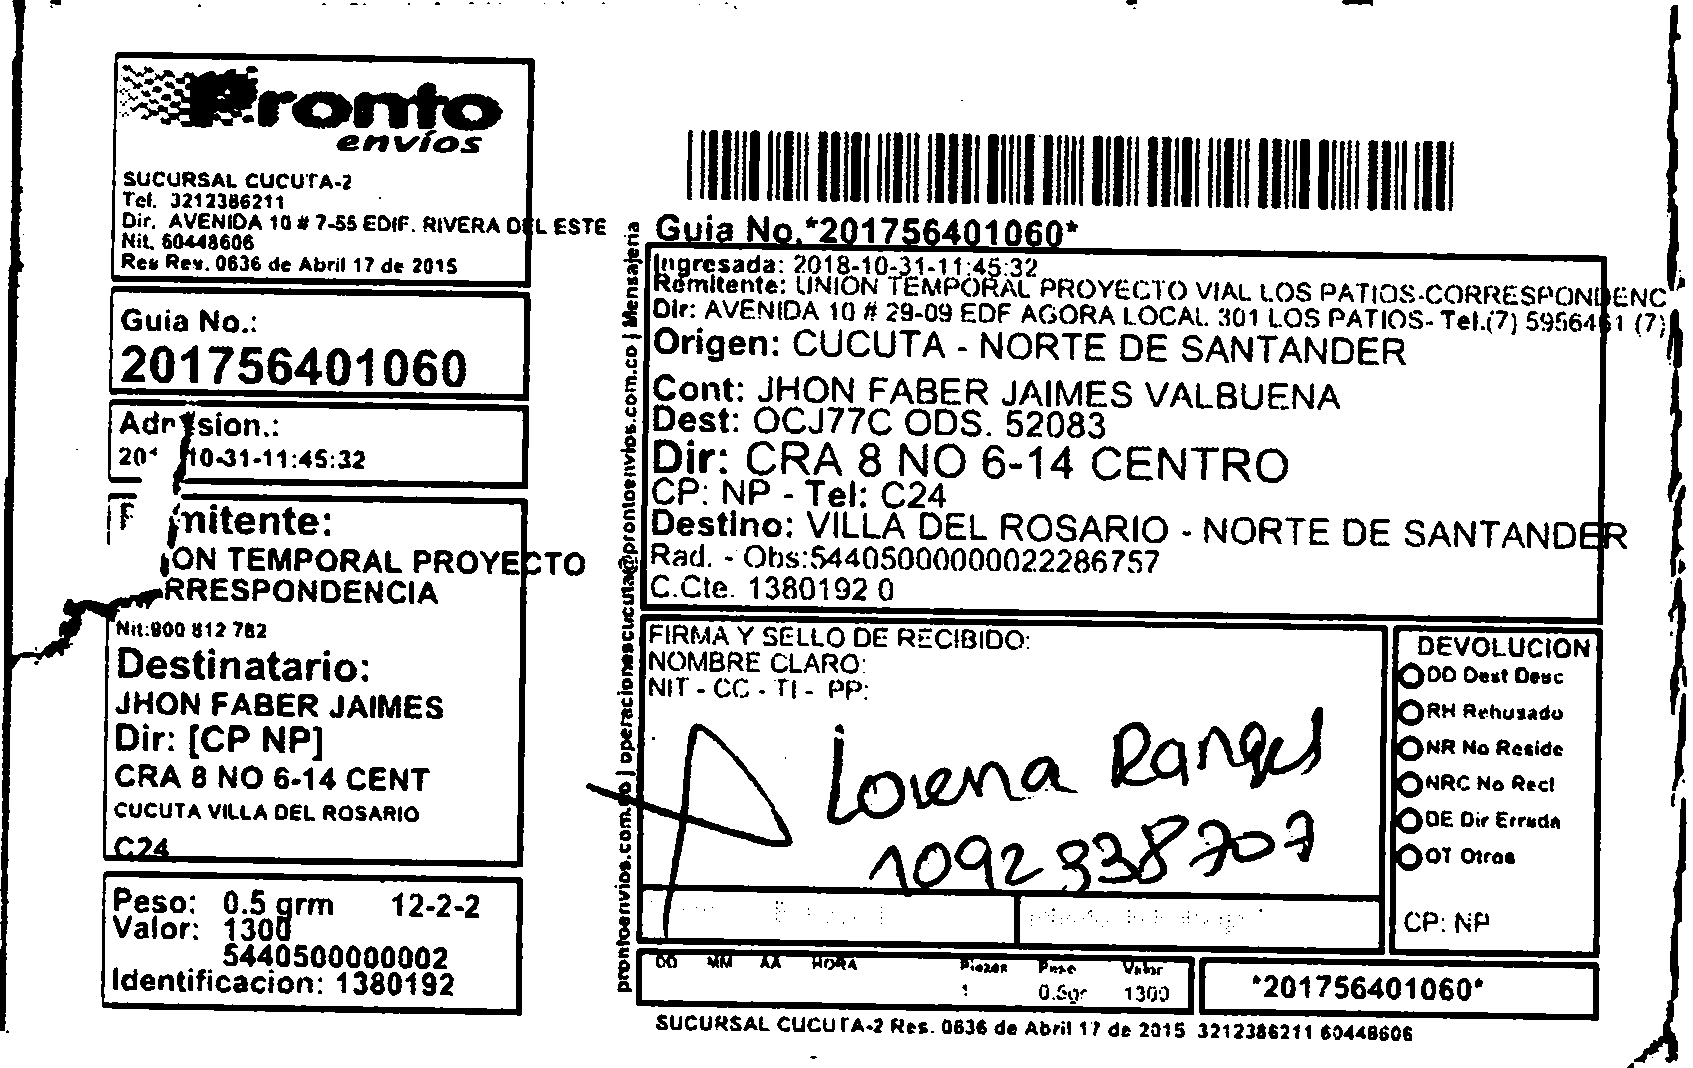 Pronto
envíos
SUCURSAL CUCUTA-2
Tel. 3212386211
Dir. AVENIDA 10 # 7-55 EDIF. RIVERA DEL ESTE
Nit. 60448606
Res Res. 0636 de Abril 17 de 2015
Guia No.:
201756401060
sion.:
10-31-11:45:32
mitente:
ION TEMPORAL PROYECTO
RRESPONDENCIA
Nit:900 812 782
Destinatario:
JHON FABER JAIMES
Dir: [CP NP]
CRA 8 NO 6-14 CENT
CUCUTA VILLA DEL ROSARIO
C24
Peso: 0.5 grm 12-2-2
Valor: 1300
5440500000002
Identificacion: 1380192
prontoenvios.com.co | operacionescucuta@prontoenvios.com.co | Mensajeria
Guia No.*201756401060*
Ingresada: 2018-10-31-11:45:32
Remitente: UNION TEMPORAL PROYECTO VIAL LOS PATIOS-CORRESPONDENC
Dir: AVENIDA 10 # 29-09 EDF AGORA LOCAL 301 LOS PATIOS- Tel.(7) 5956461 (7)
Origen: CUCUTA - NORTE DE SANTANDER
Cont: JHON FABER JAIMES VALBUENA
Dest: OCJ77C ODS. 52083
Dir: CRA 8 NO 6-14 CENTRO
CP: NP - Tel: C24
Destino: VILLA DEL ROSARIO - NORTE DE SANTANDER
Rad. - Obs:54405000000022286757
C.Cte. 1380192 0
FIRMA Y SELLO DE RECIBIDO:
NOMBRE CLARO:
NIT - CC - TI - PP:
Lorena Rangel
1092338707
DEVOLUCION
DD Dest Desc
RH Rehusado
NR No Reside
NRC No Recl
DE Dir Errada
OT Otros
CP: NP
DD MM AA HORA
Piezas Peso Valor
1 0.5gr 1300
*201756401060*
SUCURSAL CUCUTA-2 Res. 0636 de Abril 17 de 2015 3212386211 60448606